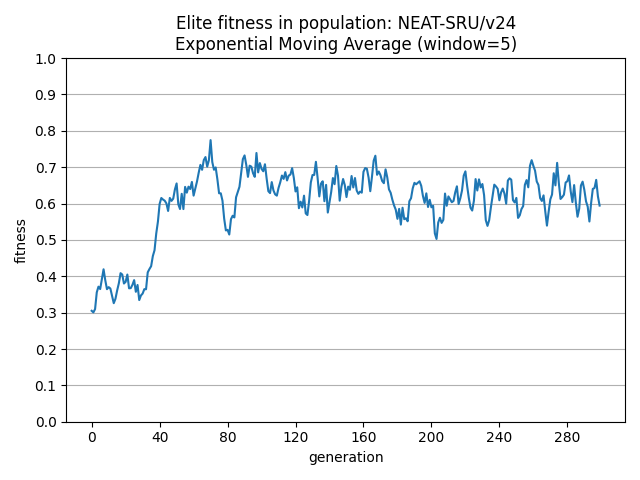 Elite fitness in population: NEAT-SRU/v24
Exponential Moving Average (window=5)
1.0
0.9
0.8
0.7
0.6
0.5
0.4
0.3
0.2
0.1
0.0
fitness
0 40 80 120 160 200 240 280
generation